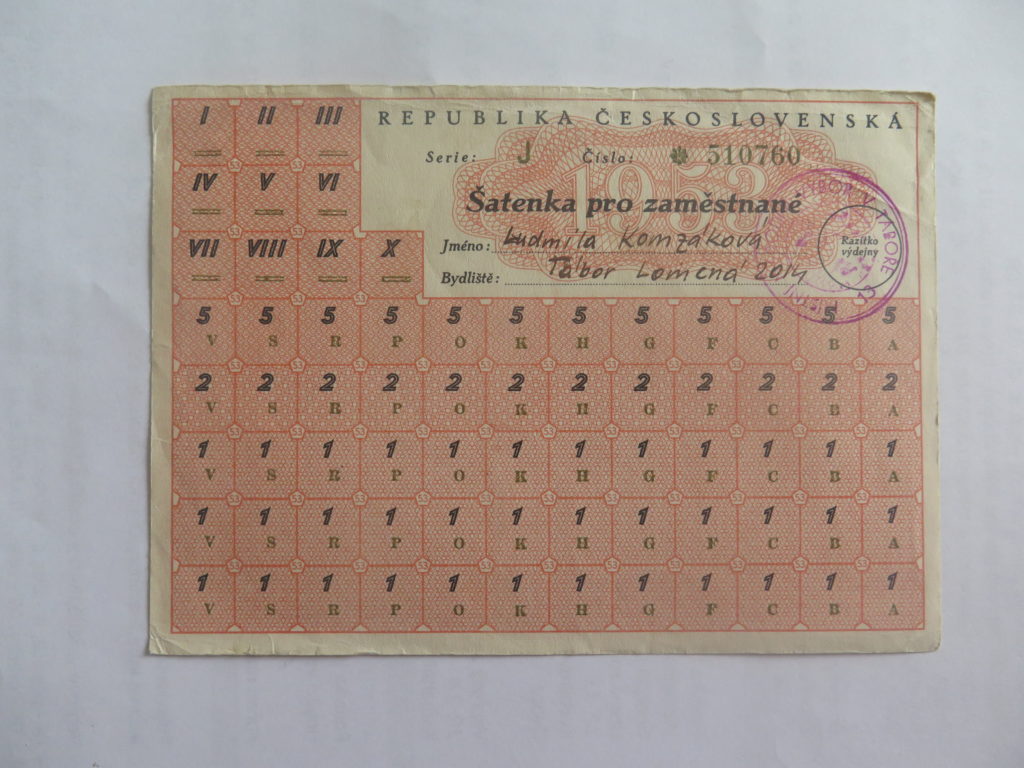 I II III REPUBLIKA ČESKOSLOVENSKÁ
Serie: J Číslo: 510760
1953
IV V VI Šatenka pro zaměstnané
Jméno: Ludmila Komzáková
VII VIII IX X Bydliště: Tábor Lomená 2014
Razítko
výdejny
5 5 5 5 5 5 5 5 5 5 5 5
V S R P O K H G F C B A
2 2 2 2 2 2 2 2 2 2 2 2
V S R P O K H G F C B A
1 1 1 1 1 1 1 1 1 1 1 1
V S R P O K H G F C B A
1 1 1 1 1 1 1 1 1 1 1 1
V S R P O K H G F C B A
1 1 1 1 1 1 1 1 1 1 1 1
V S R P O K H G F C B A